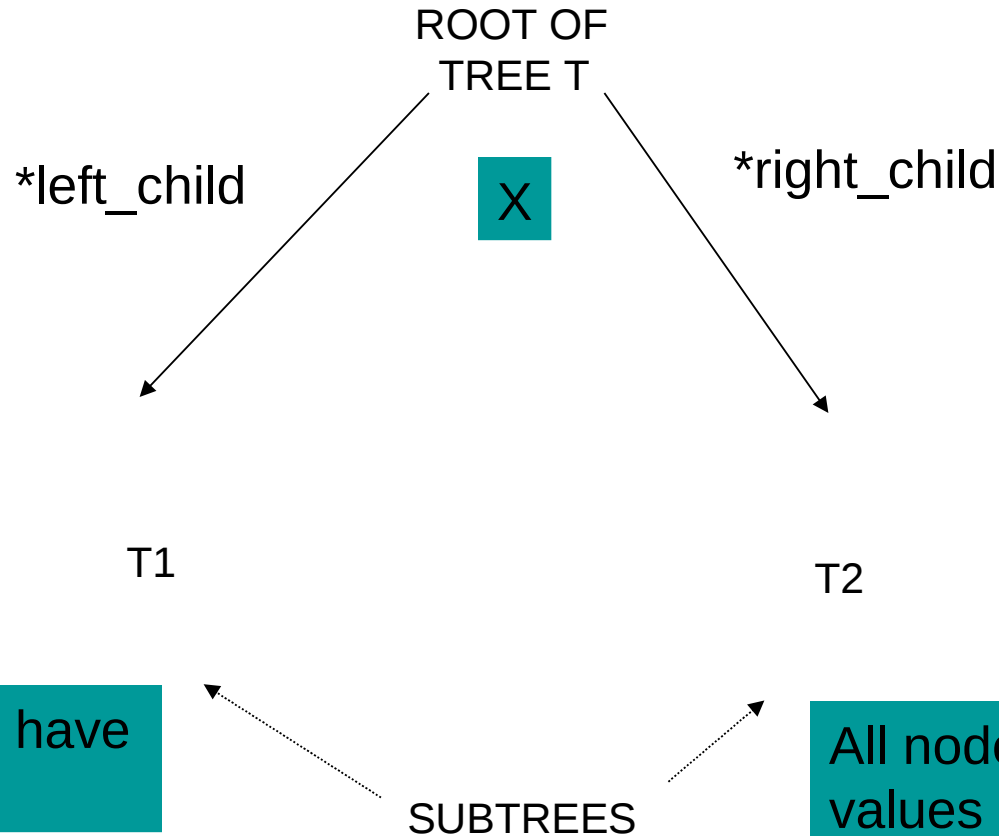 ROOT OF
TREE T
*left_child
*right_child
X
T1
T2
have
All node
values
SUBTREES